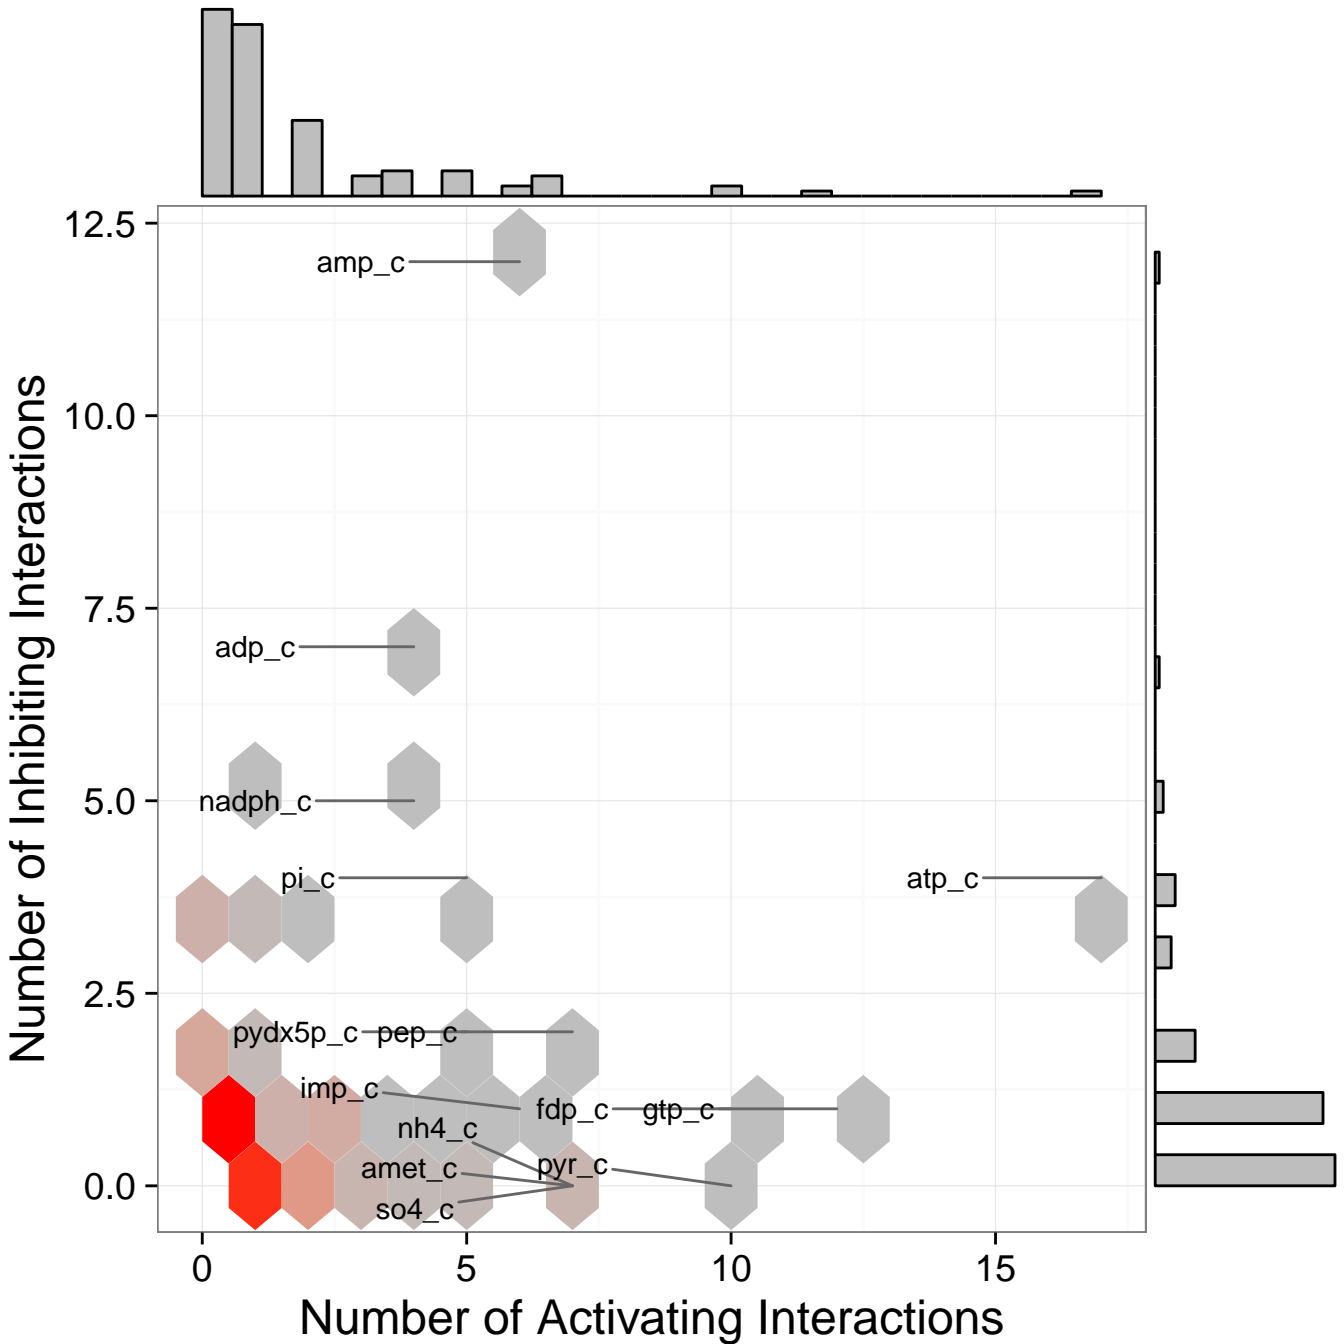 12.5
amp_c
10.0
7.5
adp_c
5.0
nadph_c
pi_c
atp_c
2.5
pydx5p_c pep_c
imp_c
fdp_c gtp_c
nh4_c
amet_c pyr_c
0.0
so4_c
0 5 10 15
Number of Activating Interactions
Number of Inhibiting Interactions